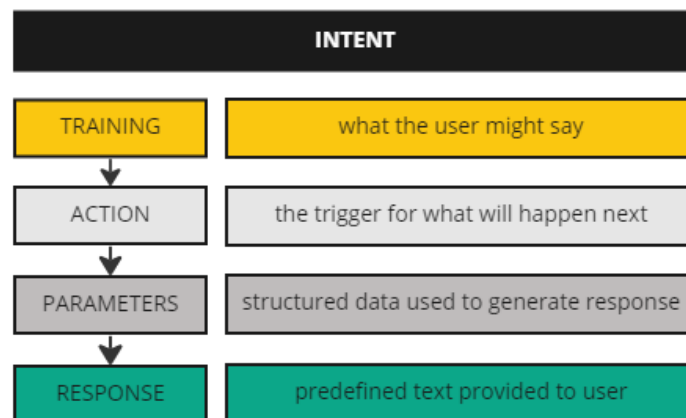 INTENT
TRAINING
what the user might say
ACTION
the trigger for what will happen next
PARAMETERS
structured data used to generate response
RESPONSE
predefined text provided to user